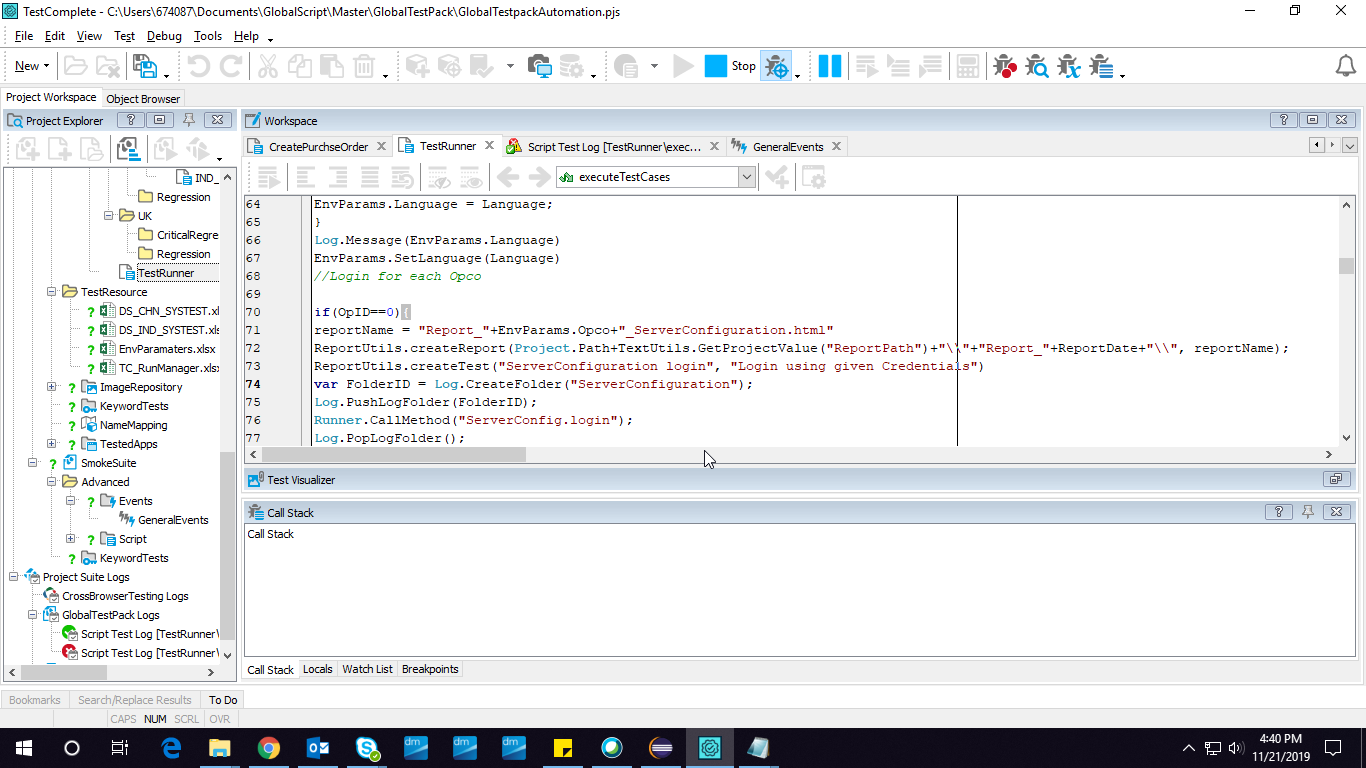 TestComplete - C:\Users\674087\Documents\GlobalScript\Master\GlobalTestPack\GlobalTestpackAutomation.pjs
File Edit View Test Debug Tools Help
New Stop
Project Workspace Object Browser
Project Explorer
IND_
Regression
UK
CriticalRegre
Regression
TestRunner
TestResource
DS_CHN_SYSTEST.xl
DS_IND_SYSTEST.xls
EnvParamaters.xlsx
TC_RunManager.xlsx
ImageRepository
KeywordTests
NameMapping
TestedApps
SmokeSuite
Advanced
Events
GeneralEvents
Script
KeywordTests
Project Suite Logs
CrossBrowserTesting Logs
GlobalTestPack Logs
Script Test Log [TestRunner\
Script Test Log [TestRunner\
Workspace
CreatePurchseOrder TestRunner Script Test Log [TestRunner\exec... GeneralEvents
executeTestCases
64 EnvParams.Language = Language;
65 }
66 Log.Message(EnvParams.Language)
67 EnvParams.SetLanguage(Language)
68 //Login for each Opco
69
70 if(OpID==0){
71 reportName = "Report_"+EnvParams.Opco+"_ServerConfiguration.html"
72 ReportUtils.createReport(Project.Path+TextUtils.GetProjectValue("ReportPath")+"\\"+"Report_"+ReportDate+"\\", reportName);
73 ReportUtils.createTest("ServerConfiguration login", "Login using given Credentials")
74 var FolderID = Log.CreateFolder("ServerConfiguration");
75 Log.PushLogFolder(FolderID);
76 Runner.CallMethod("ServerConfig.login");
77 Log.PopLogFolder();
Test Visualizer
Call Stack
Call Stack
Call Stack Locals Watch List Breakpoints
Bookmarks Search/Replace Results To Do
CAPS NUM SCRL OVR
dm dm dm
4:40 PM
11/21/2019